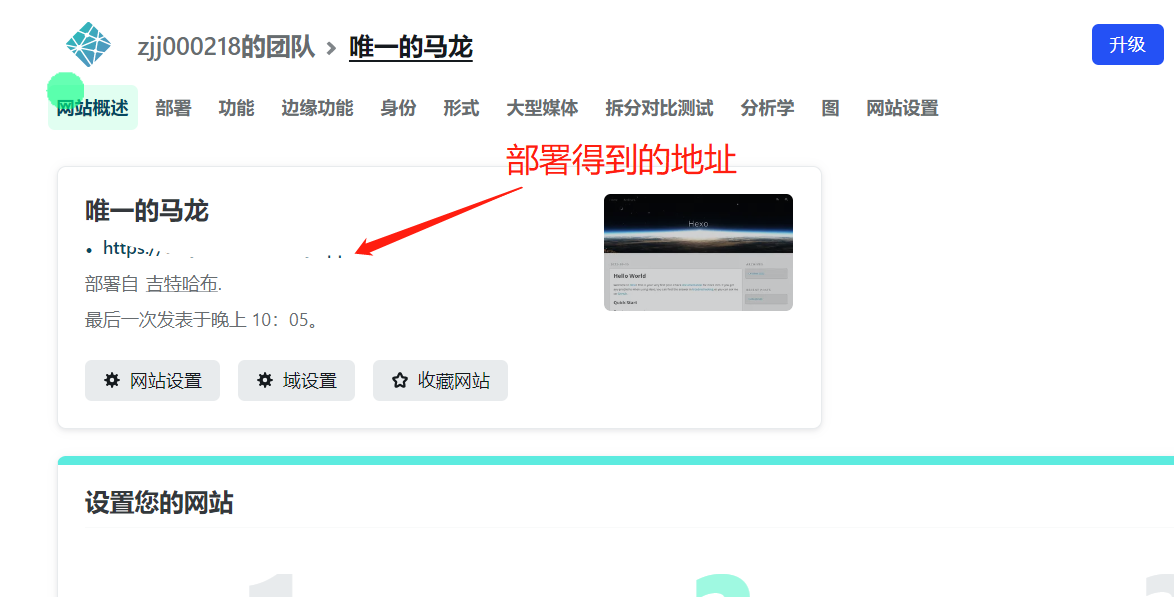 zjj000218的团队 › 唯一的马龙
升级
网站概述 部署 功能 边缘功能 身份 形式 大型媒体 拆分对比测试 分析学 图 网站设置
部署得到的地址
唯一的马龙
部署自 吉特哈布.
最后一次发表于晚上 10：05。
网站设置 域设置 收藏网站
Hexo
Hello World
Quick Start
设置您的网站